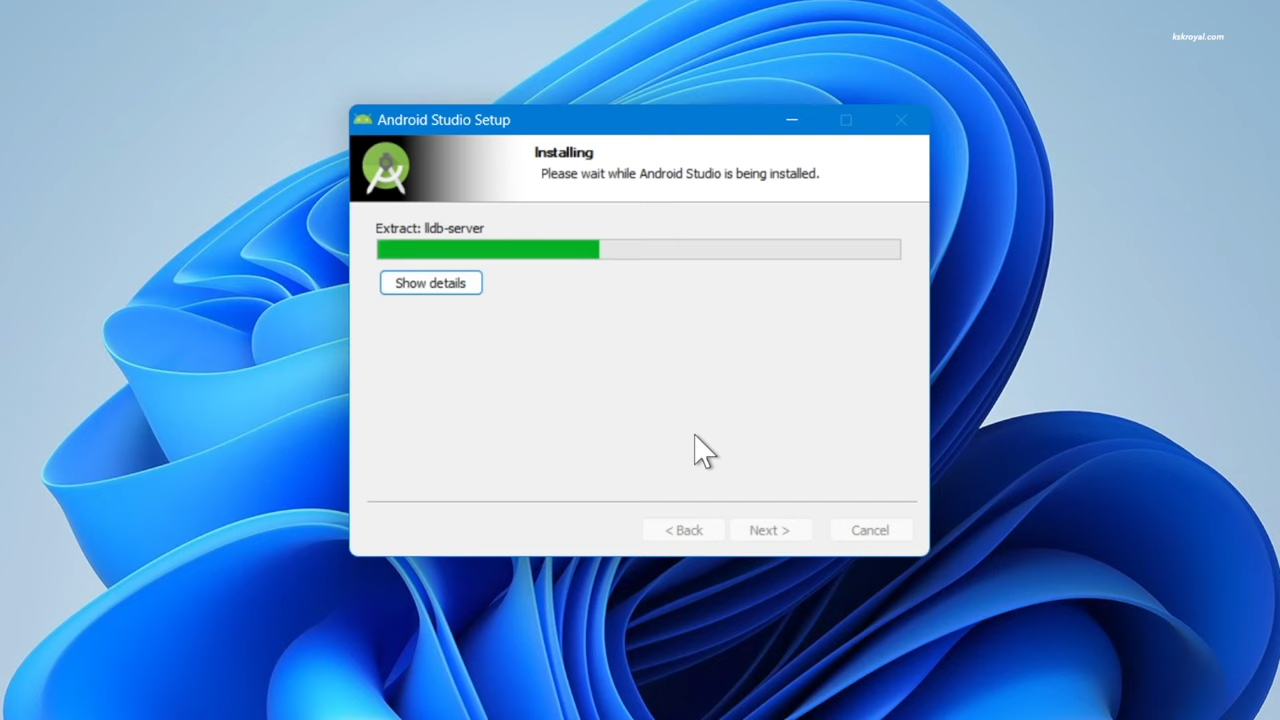 kskroyal.com
Android Studio Setup
Installing
Please wait while Android Studio is being installed.
Extract: lldb-server
Show details
< Back
Next >
Cancel